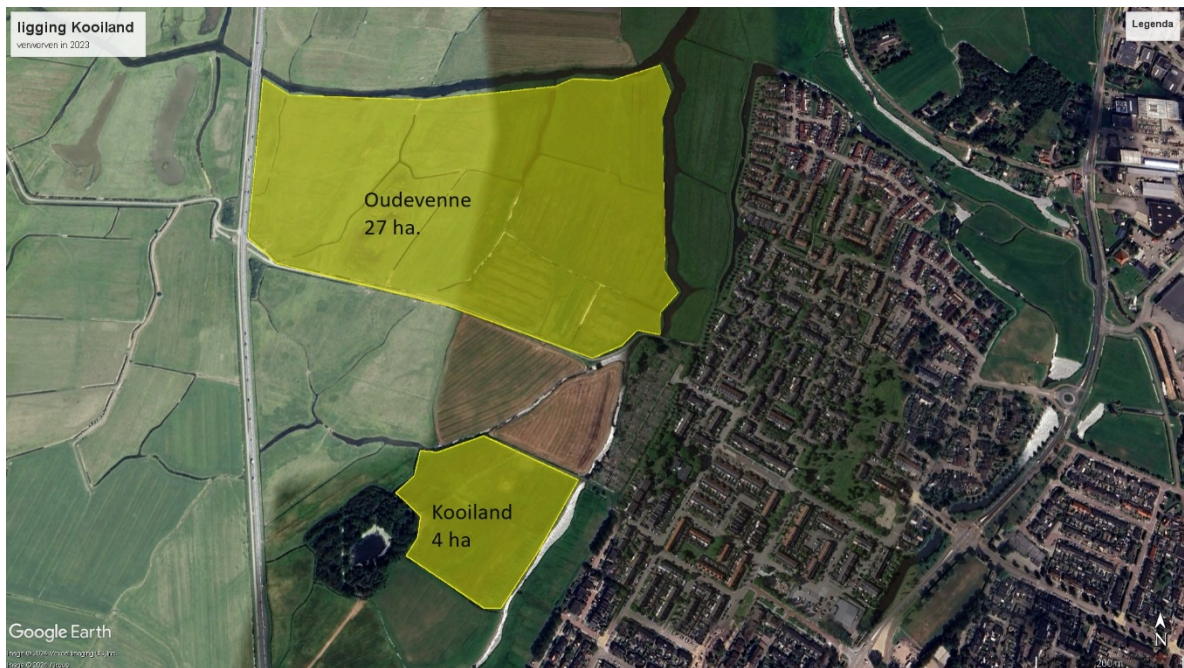 ligging Kooiland
verworven in 2023
Legenda
Oudevenne
27 ha.
Kooiland
4 ha
Google Earth
N
200 m